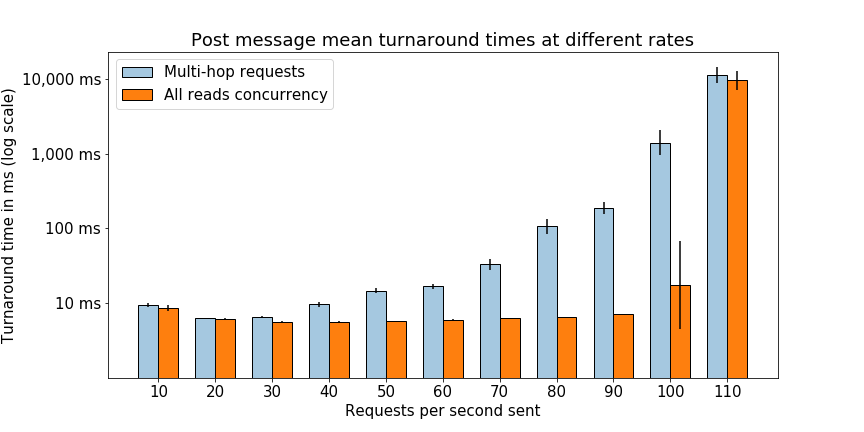 Post message mean turnaround times at different rates
Multi-hop requests
All reads concurrency
Turnaround time in ms (log scale)
10,000 ms
1,000 ms
100 ms
10 ms
10 20 30 40 50 60 70 80 90 100 110
Requests per second sent